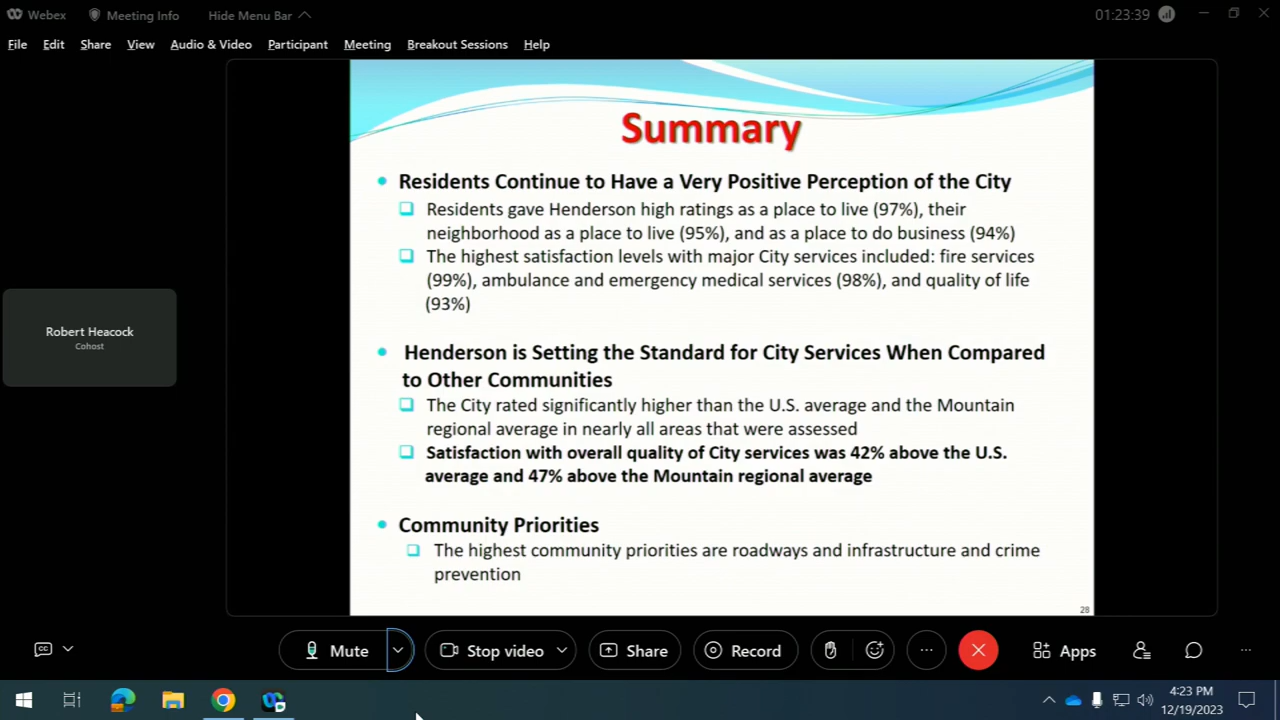 Webex
Meeting Info
Hide Menu Bar
01:23:39
File
Edit
Share
View
Audio & Video
Participant
Meeting
Breakout Sessions
Help
Summary
Residents Continue to Have a Very Positive Perception of the City
Residents gave Henderson high ratings as a place to live (97%), their
neighborhood as a place to live (95%), and as a place to do business (94%)
The highest satisfaction levels with major City services included: fire services
(99%), ambulance and emergency medical services (98%), and quality of life
(93%)
Robert Heacock
Cohost
Henderson is Setting the Standard for City Services When Compared
to Other Communities
The City rated significantly higher than the U.S. average and the Mountain
regional average in nearly all areas that were assessed
Satisfaction with overall quality of City services was 42% above the U.S.
average and 47% above the Mountain regional average
Community Priorities
The highest community priorities are roadways and infrastructure and crime
prevention
28
CC
Mute
Stop video
Share
Record
Apps
4:23 PM
12/19/2023